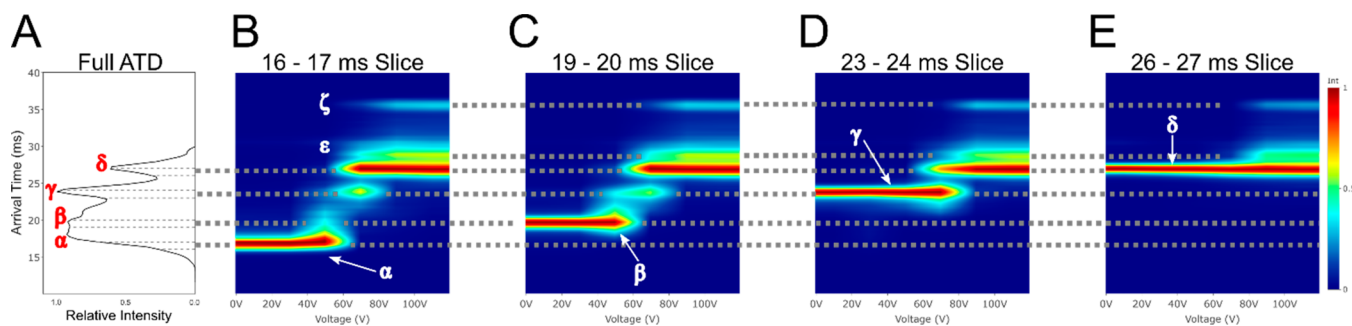 A B C D E
Full ATD 16 - 17 ms Slice 19 - 20 ms Slice 23 - 24 ms Slice 26 - 27 ms Slice
Arrival Time (ms)
40
35
30
25
20
15
δ
γ
β
α
1.0 0.5 0.0
Relative Intensity
ζ
ε
α
0V 20V 40V 60V 80V 100V
Voltage (V)
β
0V 20V 40V 60V 80V 100V
Voltage (V)
γ
0V 20V 40V 60V 80V 100V
Voltage (V)
δ
0V 20V 40V 60V 80V 100V
Voltage (V)
Int
1
0.5
0